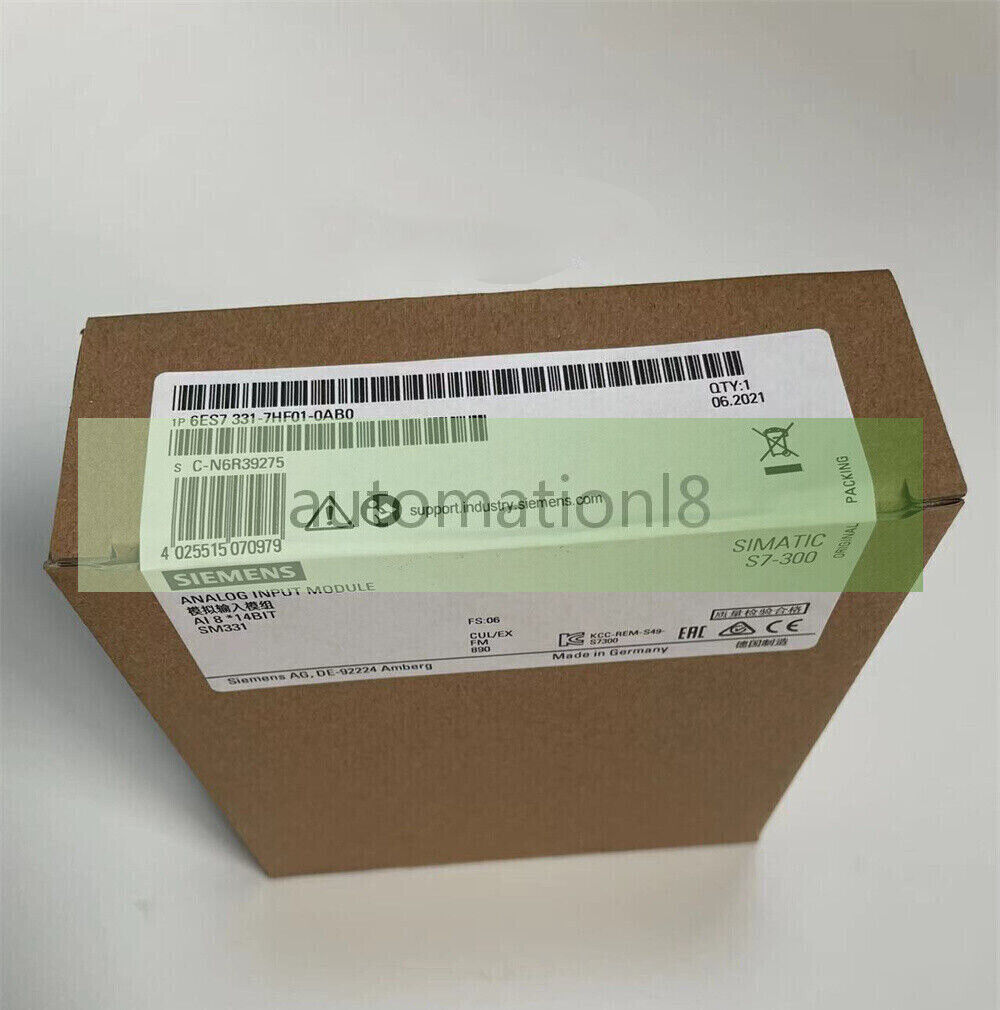 QTY:1
1P 6ES7 331-7HF01-0AB0
06.2021
S C-N6R39275
automationl8
support.industry.siemens.com
4 025515 070979
ORIGINAL PACKING
SIMATIC
S7-300
SIEMENS
ANALOG INPUT MODULE
模拟输入模组
AI 8 *14BIT
SM331
FS:06
CUL/EX
FM
890
KCC-REM-S49-
S7300
EAC
CE
质量检验合格
德国制造
Made in Germany
Siemens AG, DE-92224 Amberg